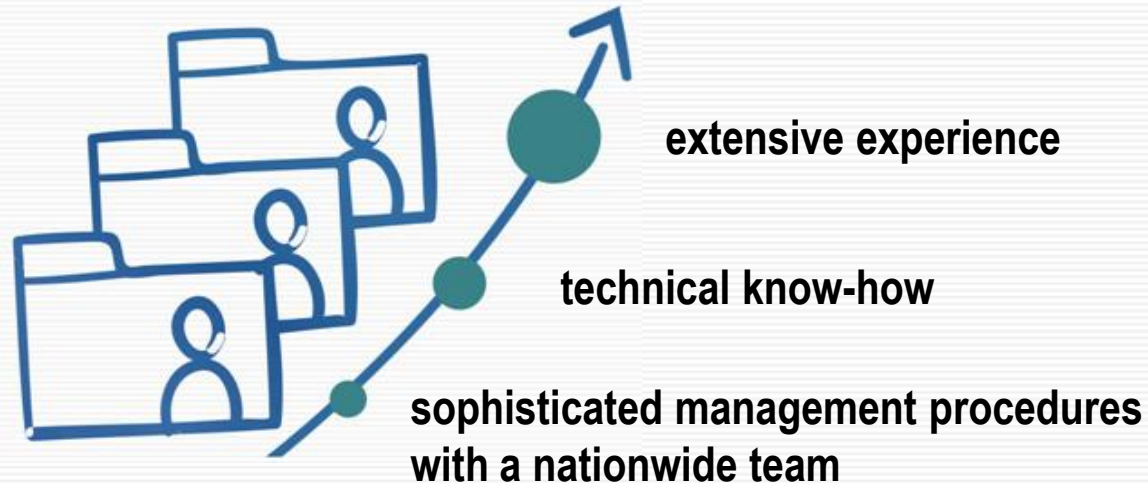 extensive experience
technical know-how
sophisticated management procedures
with a nationwide team